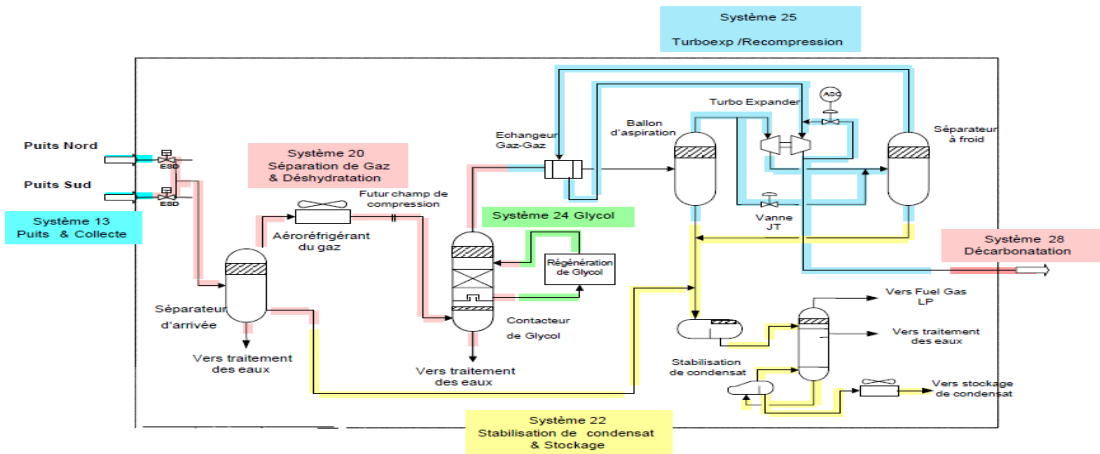 Système 25
Turboexp /Recompression
Puits Nord
ESD
Puits Sud
ESD
Système 13
Puits & Collecte
Système 20
Séparation de Gaz
& Déshydratation
Futur champ de
compression
Aéroréfrigérant
du gaz
Séparateur
d'arrivée
Vers traitement
des eaux
Système 24 Glycol
Régénération
de Glycol
Contacteur
de Glycol
Vers traitement
des eaux
Echangeur
Gaz-Gaz
Ballon
d'aspiration
Turbo Expander
ASC
Séparateur
à froid
Vanne
JT
Système 28
Décarbonatation
Vers Fuel Gas
LP
Vers traitement
des eaux
Stabilisation
de condensat
Vers stockage
de condensat
Système 22
Stabilisation de condensat
& Stockage